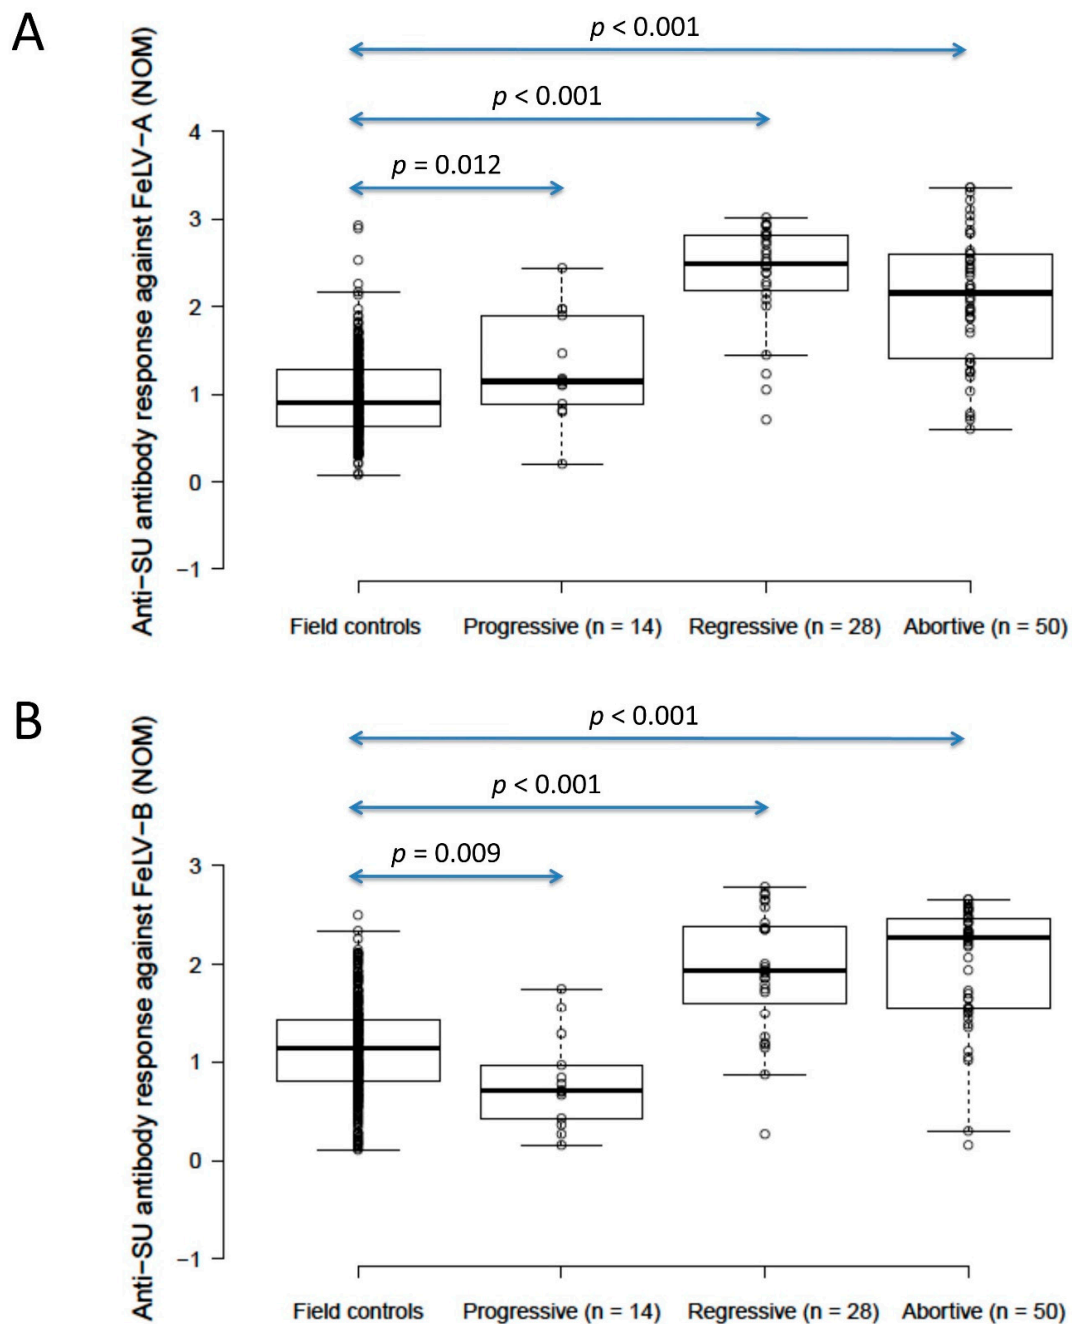 A
Anti−SU antibody response against FeLV−A (NOM)
p < 0.001
p < 0.001
p = 0.012
4
3
2
1
0
−1
Field controls
Progressive (n = 14)
Regressive (n = 28)
Abortive (n = 50)
B
Anti−SU antibody response against FeLV−B (NOM)
p < 0.001
p < 0.001
p = 0.009
3
2
1
0
−1
Field controls
Progressive (n = 14)
Regressive (n = 28)
Abortive (n = 50)